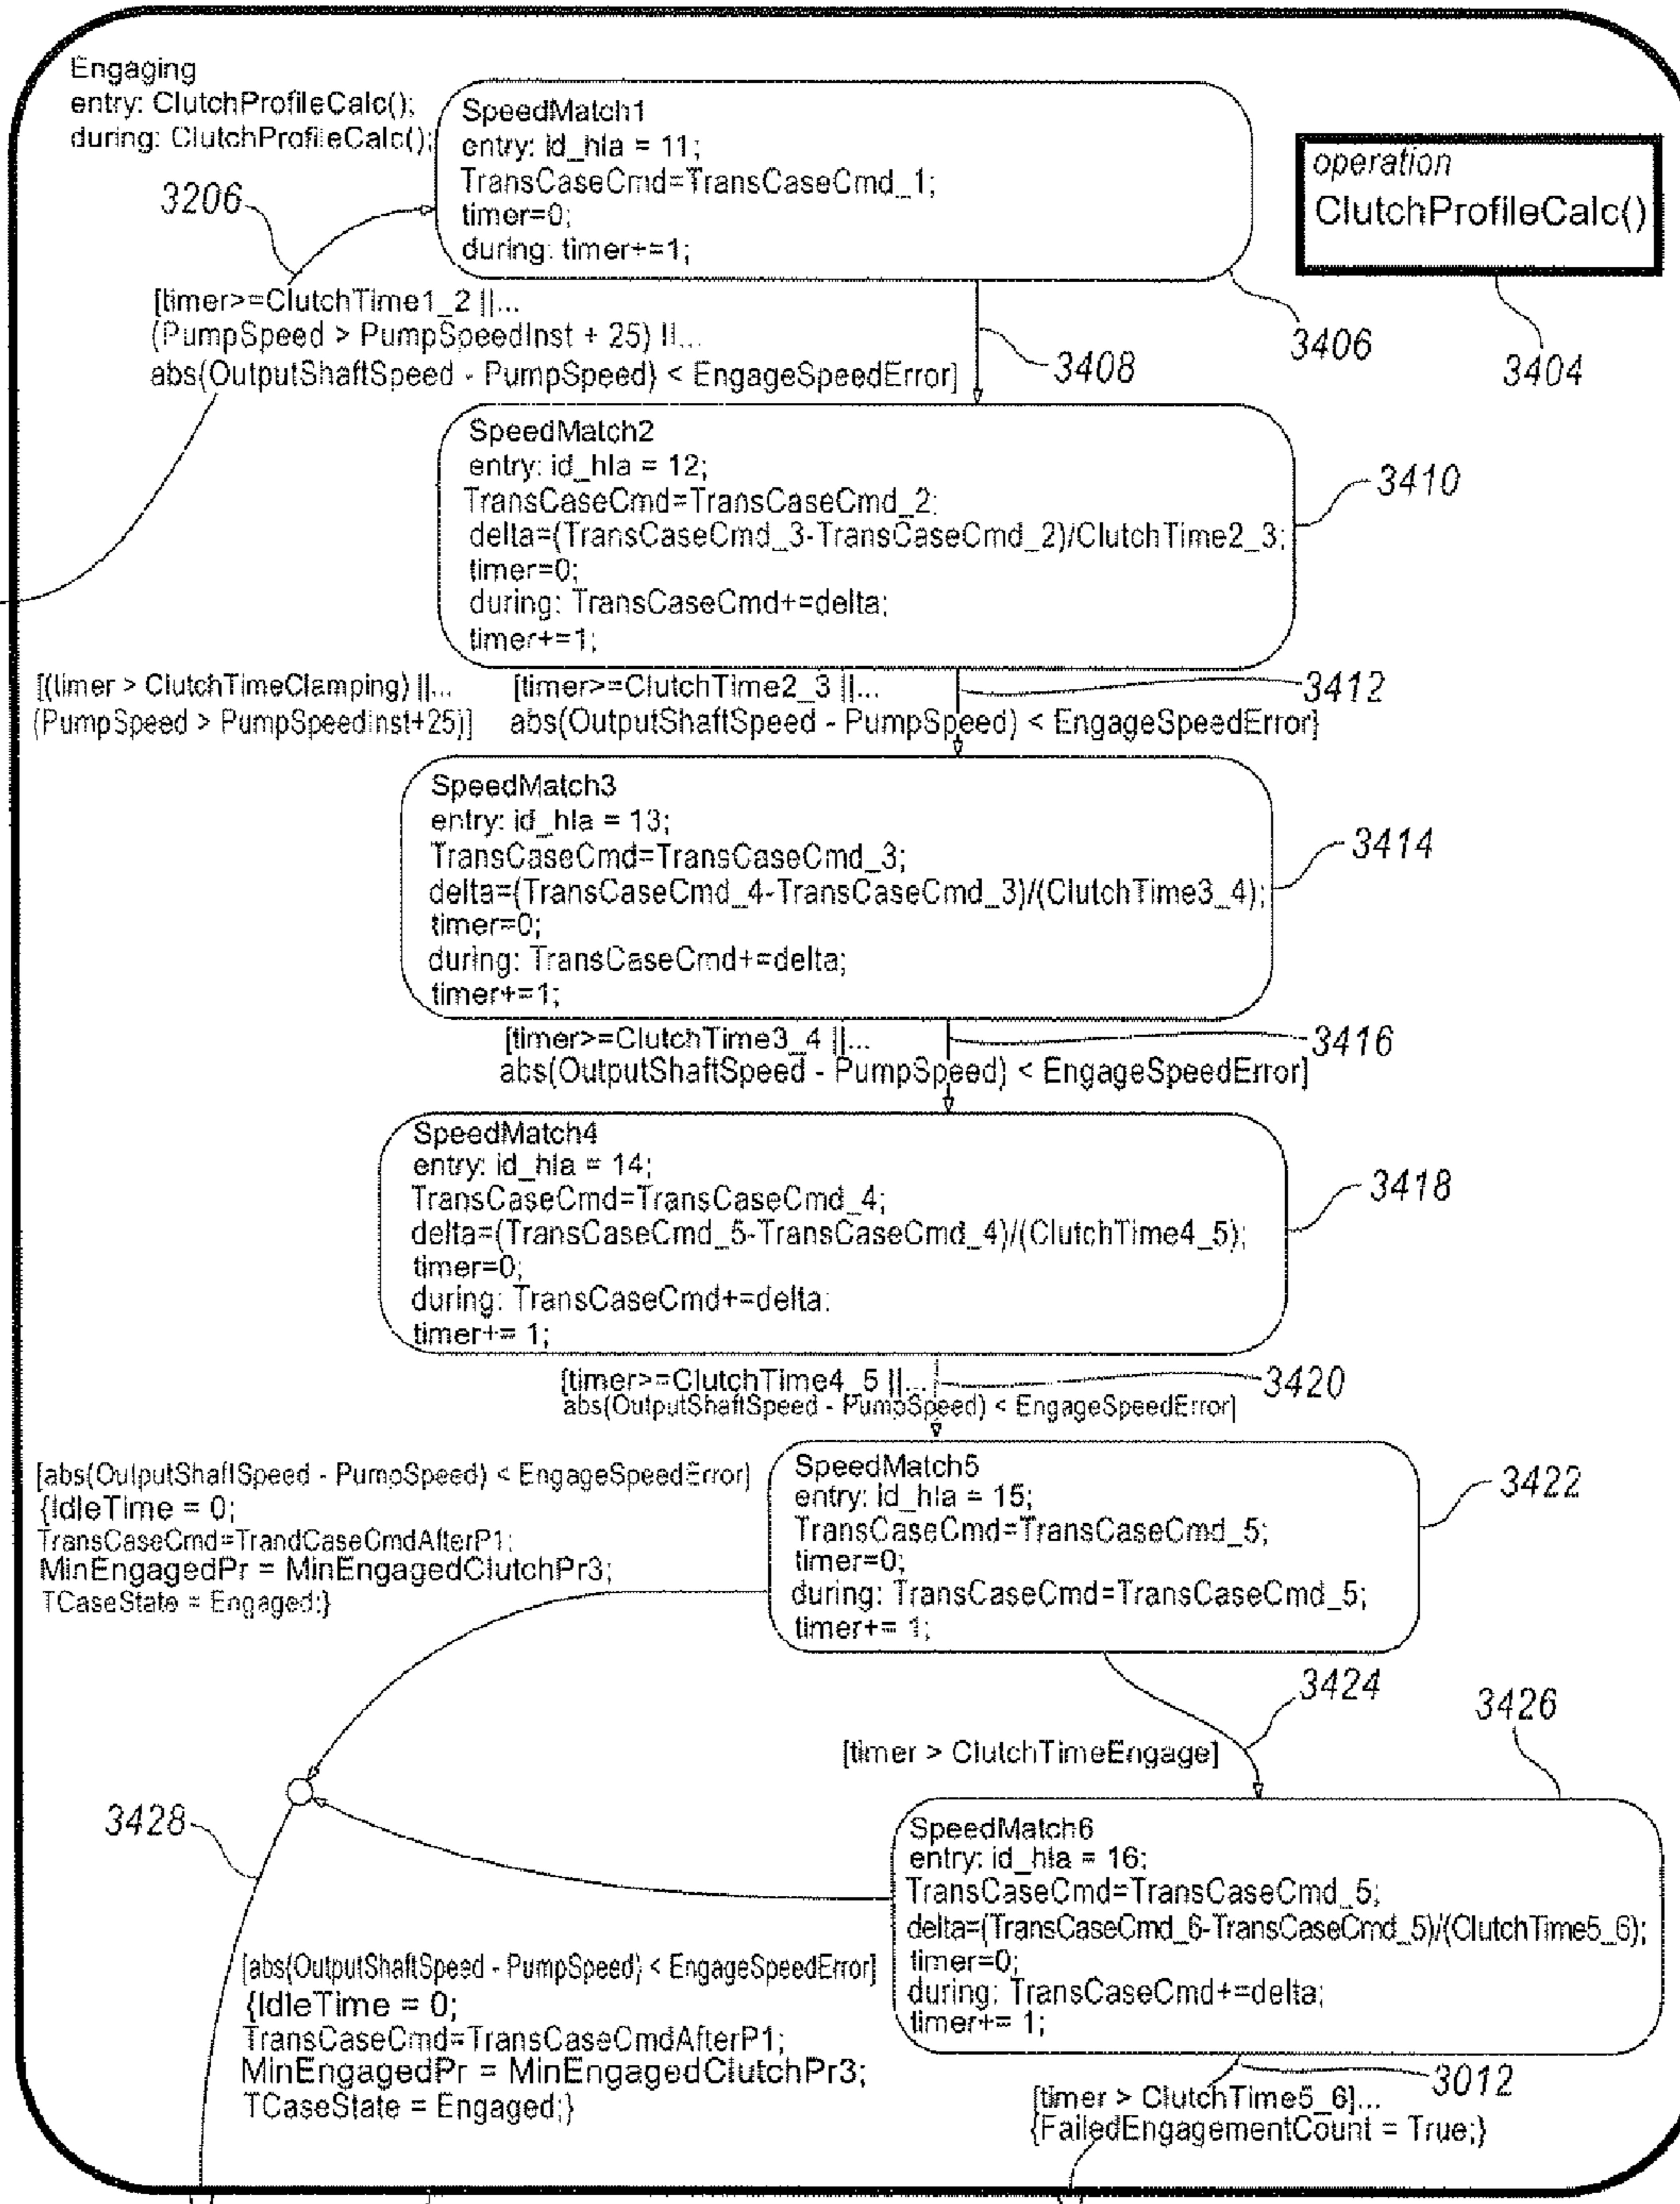 Engaging
entry: ClutchProfileCalc();
during: ClutchProfileCalc();
SpeedMatch1
entry: id_hla = 11;
TransCaseCmd=TransCaseCmd_1;
timer=0;
during: timer+=1;
operation
ClutchProfileCalc()
3206
3406
3404
[timer>=ClutchTime1_2 ||...
(PumpSpeed > PumpSpeedInst + 25) ||...
abs(OutputShaftSpeed - PumpSpeed) < EngageSpeedError]
3408
SpeedMatch2
entry: id_hla = 12;
TransCaseCmd=TransCaseCmd_2;
delta=(TransCaseCmd_3-TransCaseCmd_2)/ClutchTime2_3;
timer=0;
during: TransCaseCmd+=delta;
timer+=1;
3410
[(timer > ClutchTimeClamping) ||...
(PumpSpeed > PumpSpeedInst+25)]
[timer>=ClutchTime2_3 ||...
abs(OutputShaftSpeed - PumpSpeed) < EngageSpeedError]
3412
SpeedMatch3
entry: id_hla = 13;
TransCaseCmd=TransCaseCmd_3;
delta=(TransCaseCmd_4-TransCaseCmd_3)/(ClutchTime3_4);
timer=0;
during: TransCaseCmd+=delta;
timer+=1;
3414
[timer>=ClutchTime3_4 ||...
abs(OutputShaftSpeed - PumpSpeed) < EngageSpeedError]
3416
SpeedMatch4
entry: id_hla = 14;
TransCaseCmd=TransCaseCmd_4;
delta=(TransCaseCmd_5-TransCaseCmd_4)/(ClutchTime4_5);
timer=0;
during: TransCaseCmd+=delta;
timer+= 1;
3418
[timer>=ClutchTime4_5 ||...
abs(OutputShaftSpeed - PumpSpeed) < EngageSpeedError]
3420
[abs(OutputShaftSpeed - PumpSpeed) < EngageSpeedError]
{IdleTime = 0;
TransCaseCmd=TrandCaseCmdAfterP1;
MinEngagedPr = MinEngagedClutchPr3;
TCaseState = Engaged;}
SpeedMatch5
entry: id_hla = 15;
TransCaseCmd=TransCaseCmd_5;
timer=0;
during: TransCaseCmd=TransCaseCmd_5;
timer+= 1;
3422
3424
[timer > ClutchTimeEngage]
3426
3428
SpeedMatch6
entry: id_hla = 16;
TransCaseCmd=TransCaseCmd_5;
delta=(TransCaseCmd_6-TransCaseCmd_5)/(ClutchTime5_6);
timer=0;
during: TransCaseCmd+=delta;
timer+= 1;
[abs(OutputShaftSpeed - PumpSpeed) < EngageSpeedError]
{IdleTime = 0;
TransCaseCmd=TransCaseCmdAfterP1;
MinEngagedPr = MinEngagedClutchPr3;
TCaseState = Engaged;}
3012
[timer > ClutchTime5_6]...
{FailedEngagementCount = True;}